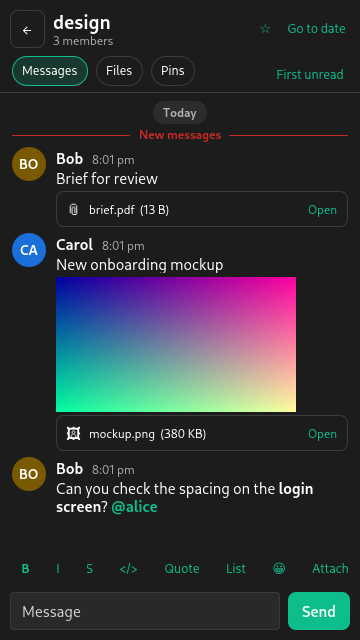 ←
design
3 members
☆ Go to date
Messages Files Pins First unread
Today
New messages
BO Bob 8:01 pm
Brief for review
brief.pdf (13 B) Open
CA Carol 8:01 pm
New onboarding mockup
mockup.png (380 KB) Open
BO Bob 8:01 pm
Can you check the spacing on the login
screen? @alice
B I S </> Quote List 😀 Attach
Message Send